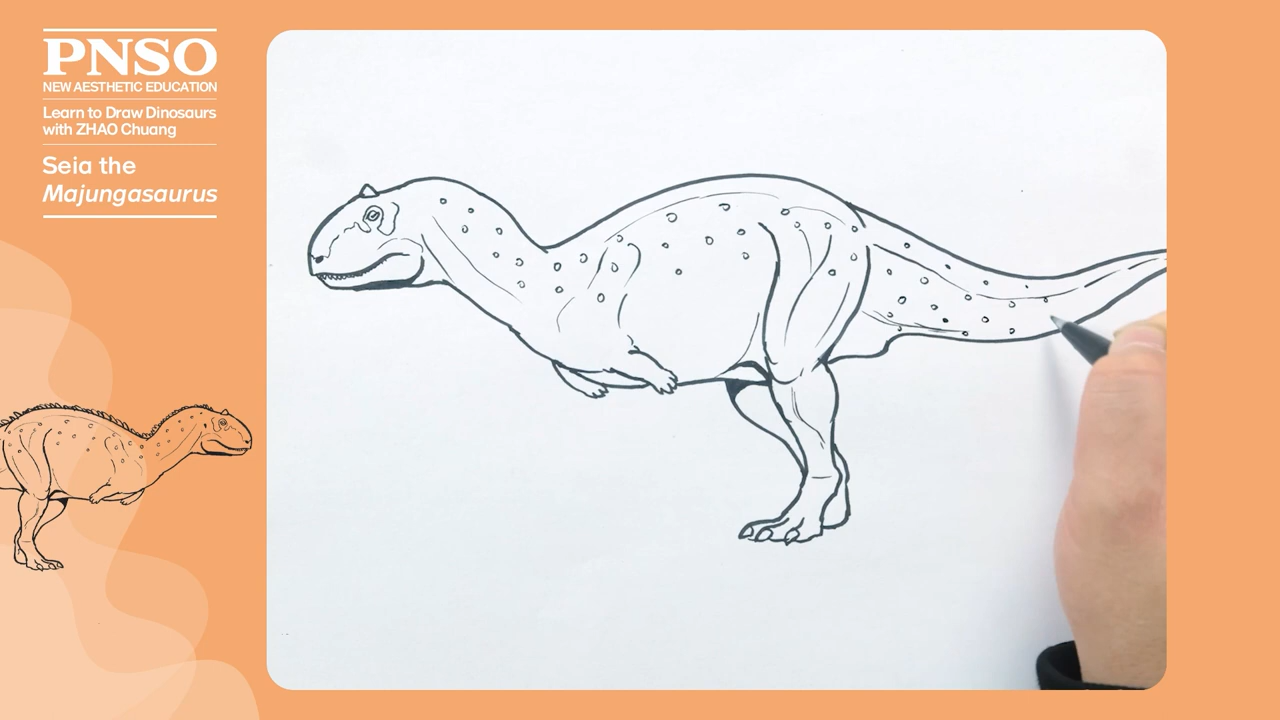 PNSO
NEW AESTHETIC EDUCATION
Learn to Draw Dinosaurs
with ZHAO Chuang
Seia the
Majungasaurus